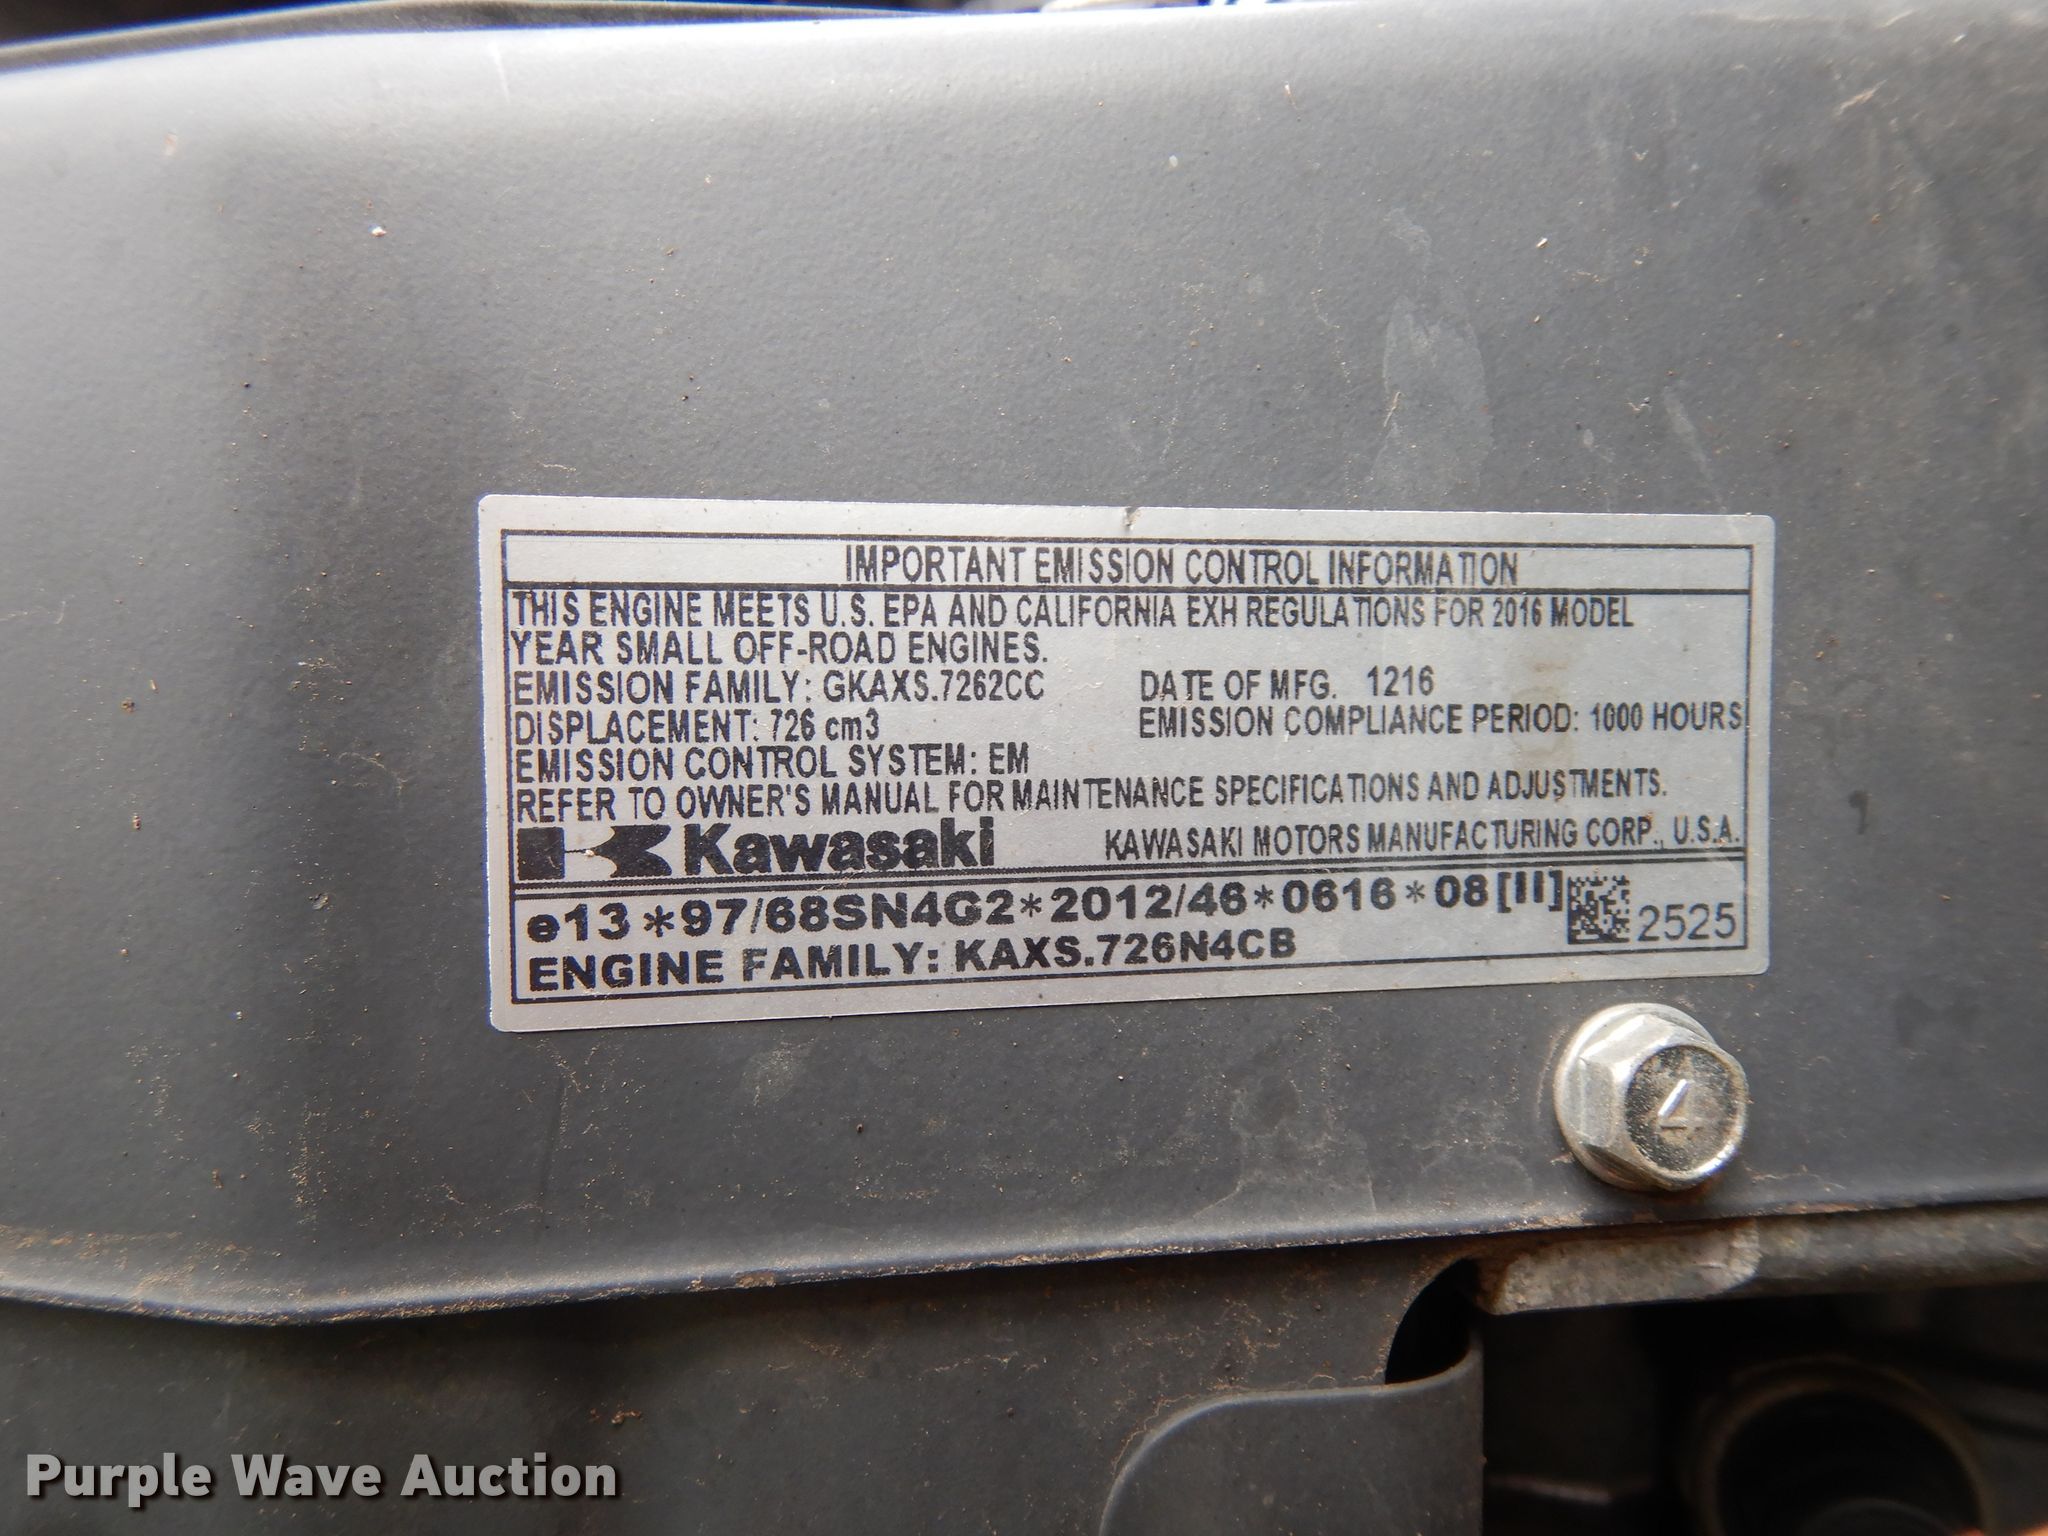 IMPORTANT EMISSION CONTROL INFORMATION
THIS ENGINE MEETS U.S. EPA AND CALIFORNIA EXH REGULATIONS FOR 2016 MODEL
YEAR SMALL OFF-ROAD ENGINES.
EMISSION FAMILY: GKAXS.7262CC DATE OF MFG. 1216
DISPLACEMENT: 726 cm3 EMISSION COMPLIANCE PERIOD: 1000 HOURS
EMISSION CONTROL SYSTEM: EM
REFER TO OWNER'S MANUAL FOR MAINTENANCE SPECIFICATIONS AND ADJUSTMENTS.
Kawasaki KAWASAKI MOTORS MANUFACTURING CORP., U.S.A.
e13*97/68SN4G2*2012/46*0616*08[II] 2525
ENGINE FAMILY: KAXS.726N4CB
4
Purple Wave Auction